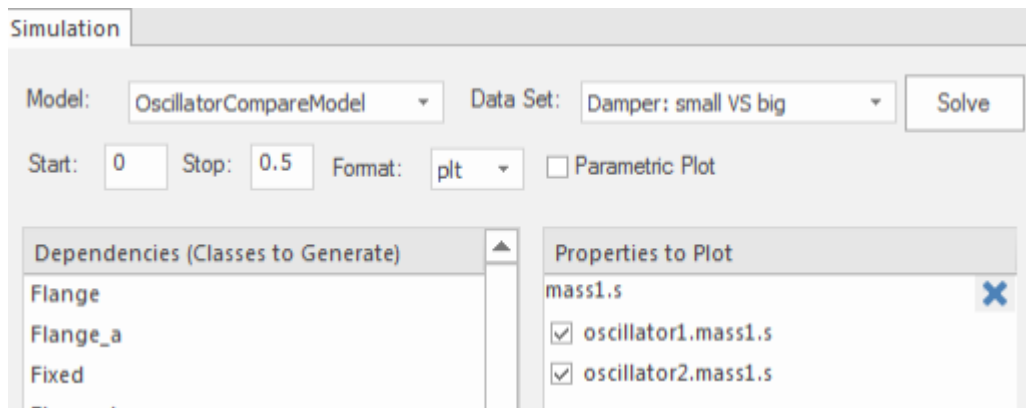 Simulation
Model: OscillatorCompareModel Data Set: Damper: small VS big Solve
Start: 0 Stop: 0.5 Format: plt Parametric Plot
Dependencies (Classes to Generate) Properties to Plot
Flange mass1.s
Flange_a oscillator1.mass1.s
Fixed oscillator2.mass1.s